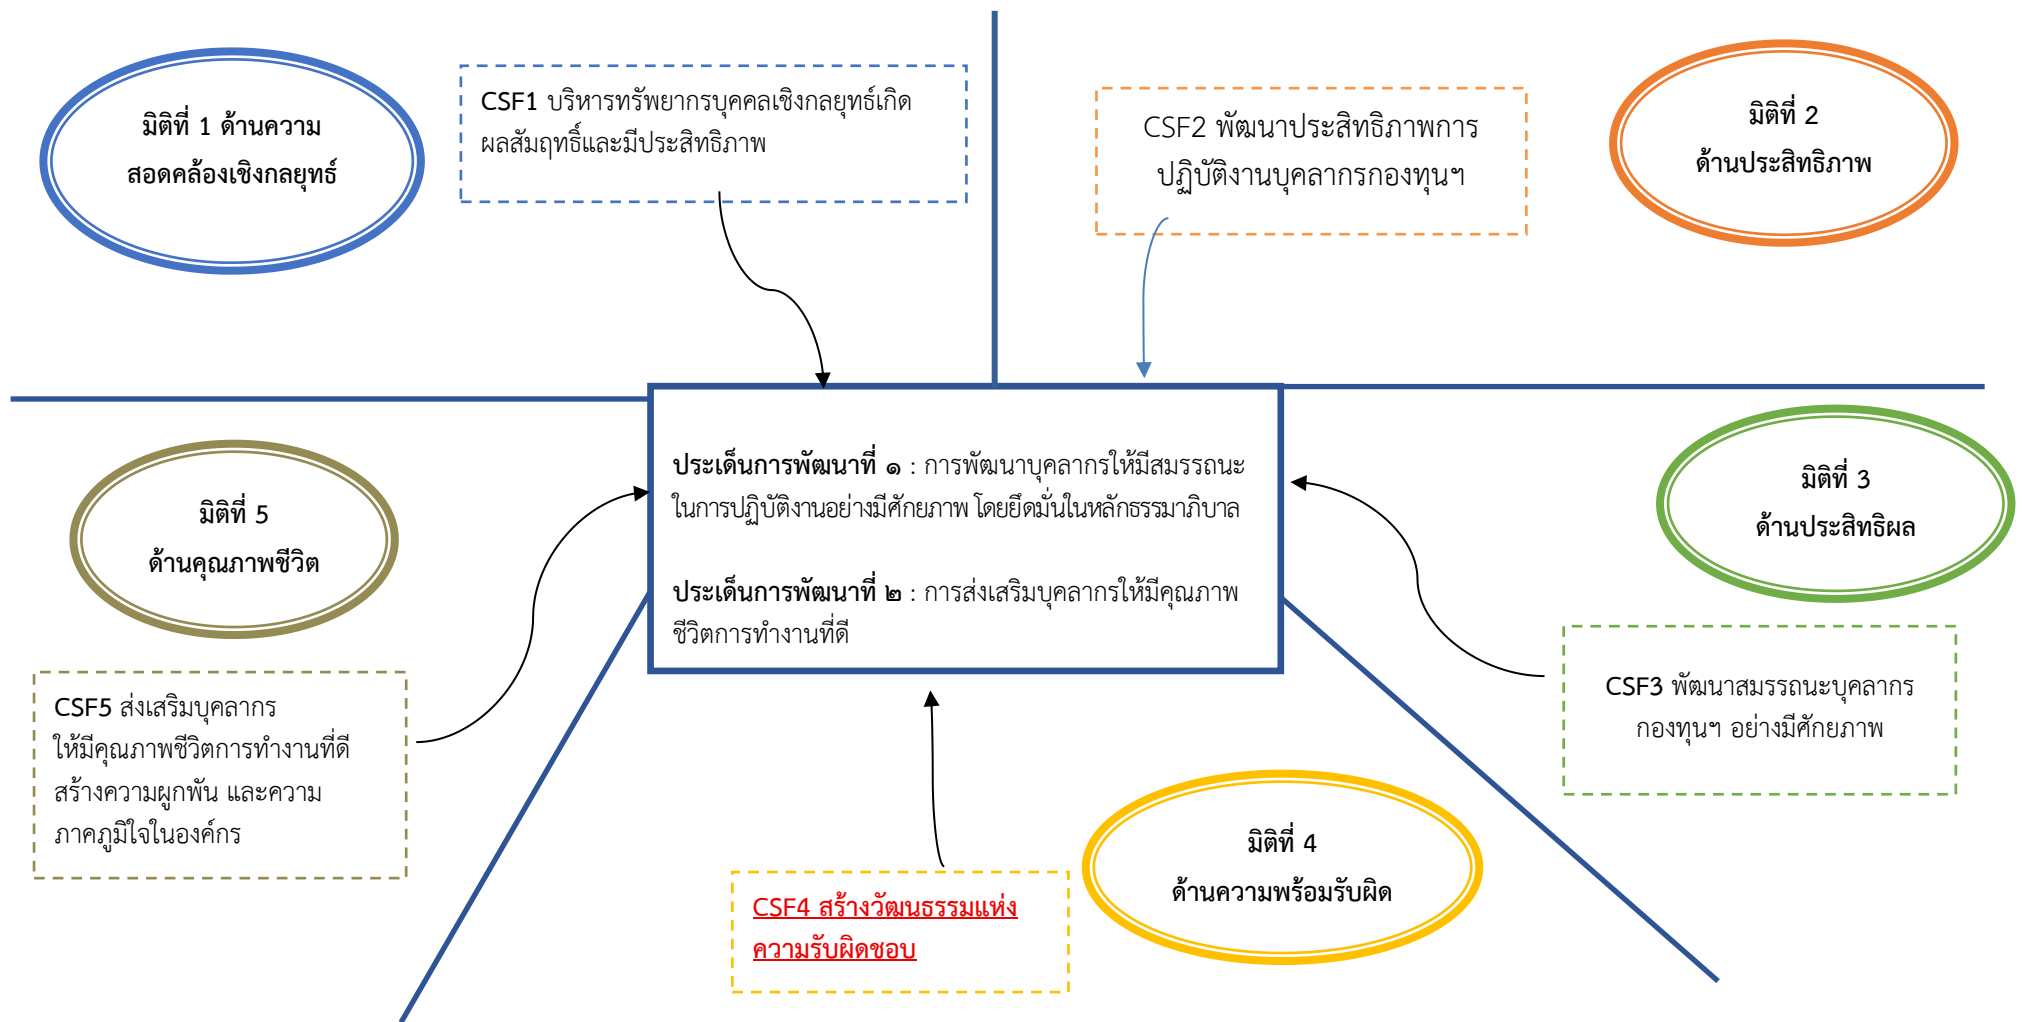 มิติที่ 1 ด้านความ
สอดคล้องเชิงกลยุทธ์
CSF1 บริหารทรัพยากรบุคคลเชิงกลยุทธ์เกิด
ผลสัมฤทธิ์และมีประสิทธิภาพ
CSF2 พัฒนาประสิทธิภาพการ
ปฏิบัติงานบุคลากรกองทุนฯ
มิติที่ 2
ด้านประสิทธิภาพ
ประเด็นการพัฒนาที่ ๑ : การพัฒนาบุคลากรให้มีสมรรถนะ
ในการปฏิบัติงานอย่างมีศักยภาพ โดยยึดมั่นในหลักธรรมาภิบาล
ประเด็นการพัฒนาที่ ๒ : การส่งเสริมบุคลากรให้มีคุณภาพ
ชีวิตการทำงานที่ดี
มิติที่ 3
ด้านประสิทธิผล
CSF3 พัฒนาสมรรถนะบุคลากร
กองทุนฯ อย่างมีศักยภาพ
มิติที่ 5
ด้านคุณภาพชีวิต
CSF5 ส่งเสริมบุคลากร
ให้มีคุณภาพชีวิตการทำงานที่ดี
สร้างความผูกพัน และความ
ภาคภูมิใจในองค์กร
มิติที่ 4
ด้านความพร้อมรับผิด
CSF4 สร้างวัฒนธรรมแห่ง
ความรับผิดชอบ